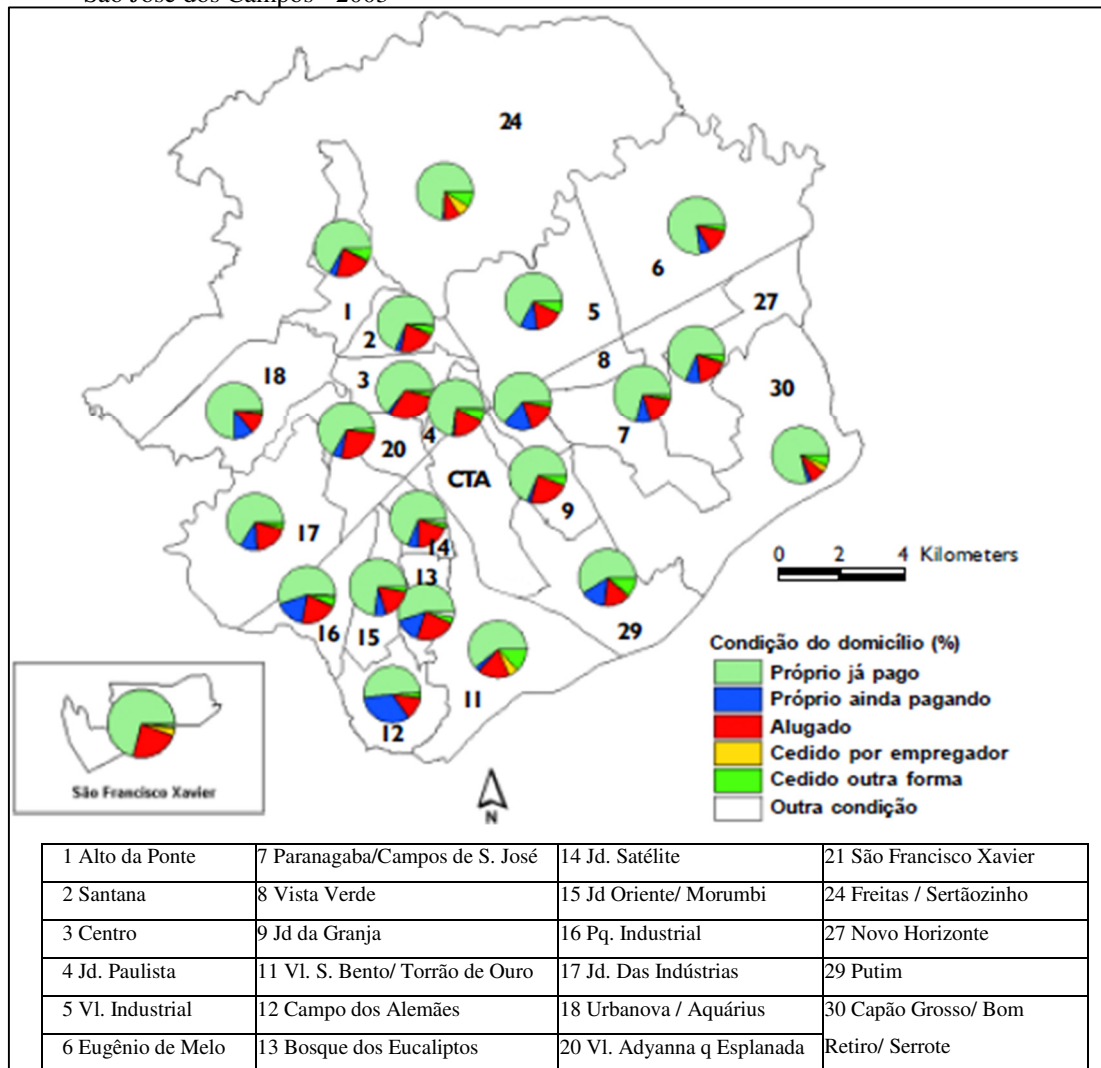 São José dos Campos - 2003
24
6
27
1
5
2
8
18
3
30
4
7
20
CTA
9
17
14
0 2 4 Kilometers
13
16
15
29
11
12
Condição do domicílio (%)
Próprio já pago
Próprio ainda pagando
Alugado
Cedido por empregador
Cedido outra forma
Outra condição
São Francisco Xavier
N
1 Alto da Ponte
7 Paranagaba/Campos de S. José
14 Jd. Satélite
21 São Francisco Xavier
2 Santana
8 Vista Verde
15 Jd Oriente/ Morumbi
24 Freitas / Sertãozinho
3 Centro
9 Jd da Granja
16 Pq. Industrial
27 Novo Horizonte
4 Jd. Paulista
11 Vl. S. Bento/ Torrão de Ouro
17 Jd. Das Indústrias
29 Putim
5 Vl. Industrial
12 Campo dos Alemães
18 Urbanova / Aquárius
30 Capão Grosso/ Bom
6 Eugênio de Melo
13 Bosque dos Eucaliptos
20 Vl. Adyanna q Esplanada
Retiro/ Serrote